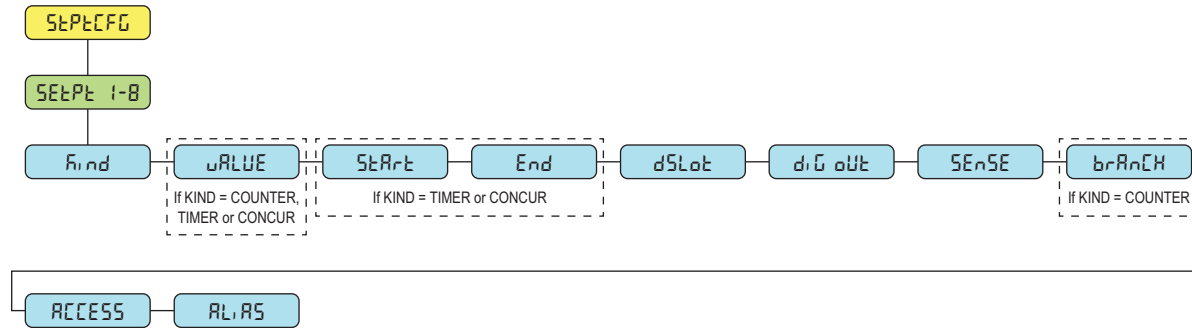 StPtCFG
SEtPt 1-8
Kind
vALUE
StArt
End
dSLot
diG oUt
SEnSE
brAnCH
If KIND = COUNTER,
TIMER or CONCUR
If KIND = TIMER or CONCUR
If KIND = COUNTER
ACCESS
ALiAS